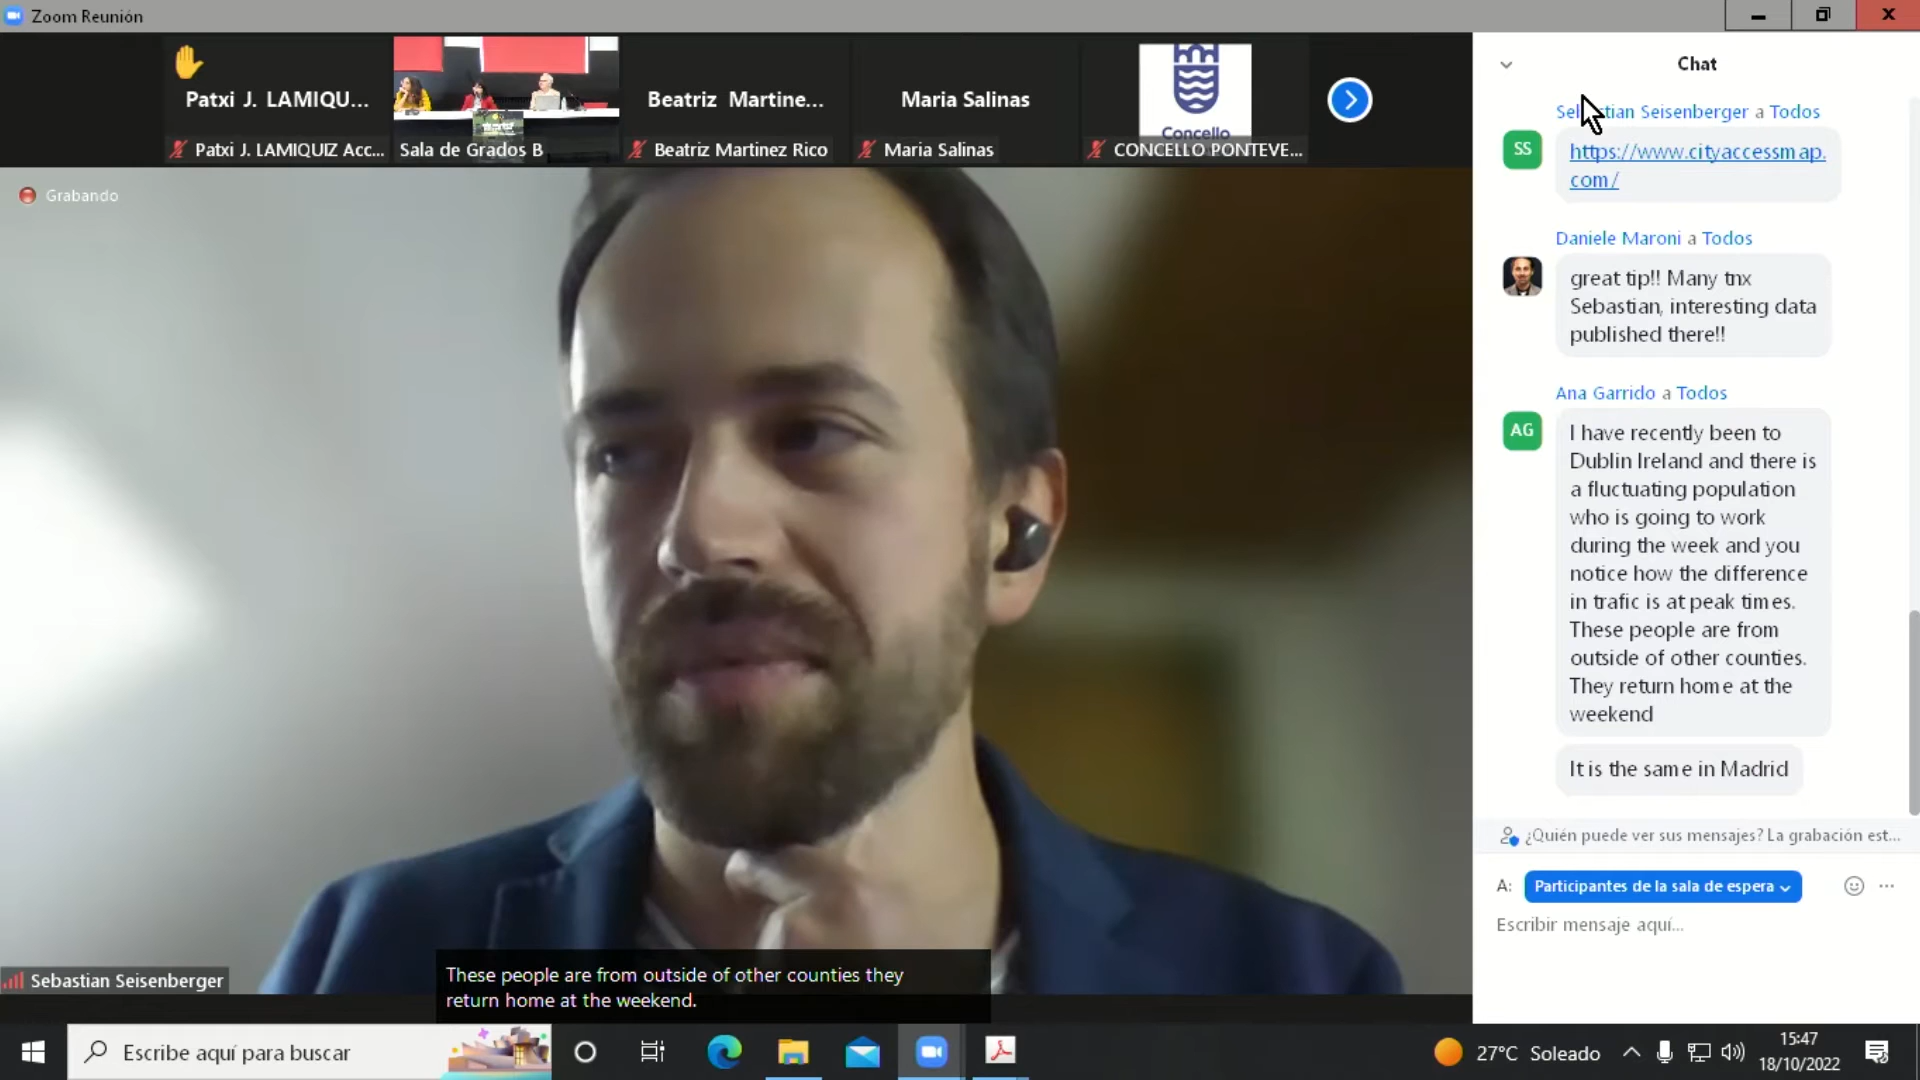 Zoom Reunión
Patxi J. LAMIQU...
Beatriz Martine...
Maria Salinas
Concello
Patxi J. LAMIQUIZ Acc...
Sala de Grados B
Beatriz Martinez Rico
Maria Salinas
CONCELLO PONTEVE...
Grabando
Sebastian Seisenberger
These people are from outside of other counties they
return home at the weekend.
Chat
Sebastian Seisenberger a Todos
SS
https://www.cityaccessmap.
com/
Daniele Maroni a Todos
great tip!! Many tnx
Sebastian, interesting data
published there!!
Ana Garrido a Todos
AG
I have recently been to
Dublin Ireland and there is
a fluctuating population
who is going to work
during the week and you
notice how the difference
in trafic is at peak times.
These people are from
outside of other counties.
They return home at the
weekend
It is the same in Madrid
¿Quién puede ver sus mensajes? La grabación est...
A: Participantes de la sala de espera
Escribir mensaje aquí...
Escribe aquí para buscar
27°C Soleado
15:47
18/10/2022